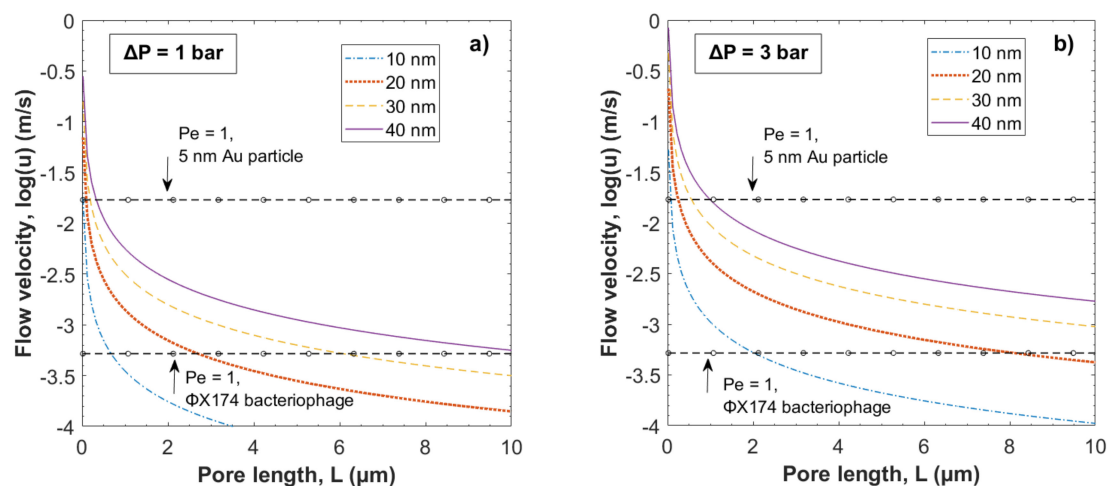 ΔP = 1 bar
a)
10 nm
20 nm
30 nm
40 nm
Pe = 1,
5 nm Au particle
Pe = 1,
ΦX174 bacteriophage
0
-0.5
-1
-1.5
-2
-2.5
-3
-3.5
-4
Flow velocity, log(u) (m/s)
0 2 4 6 8 10
Pore length, L (μm)
ΔP = 3 bar
b)
10 nm
20 nm
30 nm
40 nm
Pe = 1,
5 nm Au particle
Pe = 1,
ΦX174 bacteriophage
0
-0.5
-1
-1.5
-2
-2.5
-3
-3.5
-4
Flow velocity, log(u) (m/s)
0 2 4 6 8 10
Pore length, L (μm)